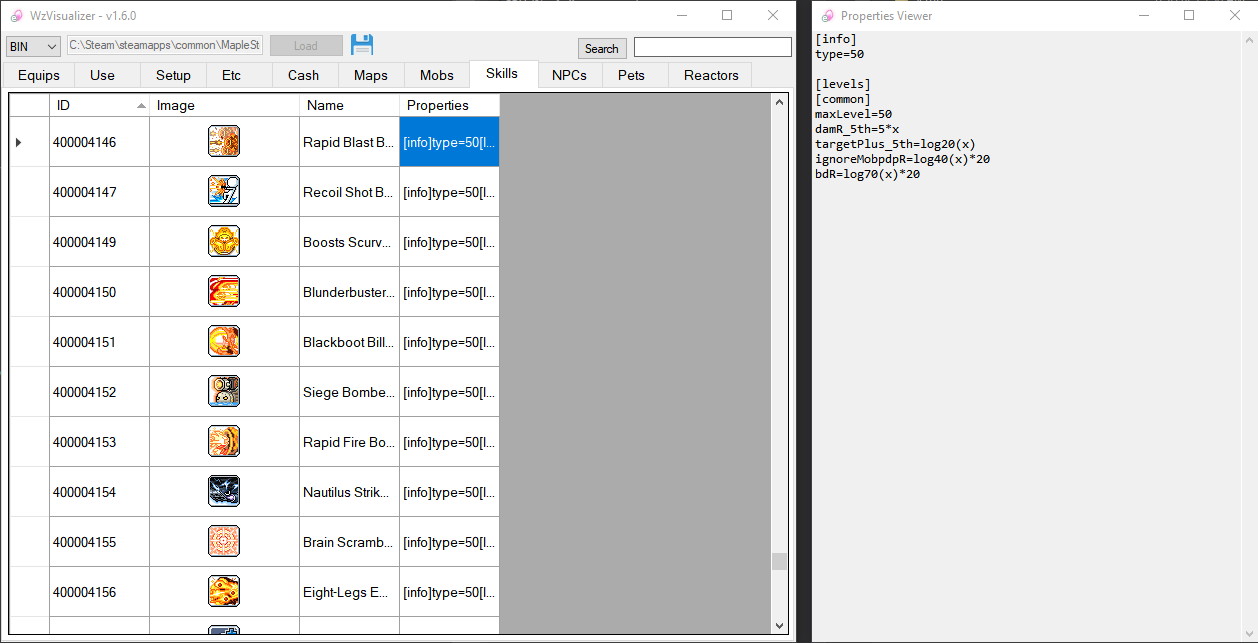 WzVisualizer - v1.6.0
BIN C:\Steam\steamapps\common\MapleSt Load Search
Equips Use Setup Etc Cash Maps Mobs Skills NPCs Pets Reactors
ID Image Name Properties
400004146 Rapid Blast B... [info]type=50[l...
400004147 Recoil Shot B... [info]type=50[l...
400004149 Boosts Scurv... [info]type=50[l...
400004150 Blunderbuster... [info]type=50[l...
400004151 Blackboot Bill... [info]type=50[l...
400004152 Siege Bombe... [info]type=50[l...
400004153 Rapid Fire Bo... [info]type=50[l...
400004154 Nautilus Strik... [info]type=50[l...
400004155 Brain Scramb... [info]type=50[l...
400004156 Eight-Legs E... [info]type=50[l...
Properties Viewer
[info]
type=50
[levels]
[common]
maxLevel=50
damR_5th=5*x
targetPlus_5th=log20(x)
ignoreMobpdpR=log40(x)*20
bdR=log70(x)*20